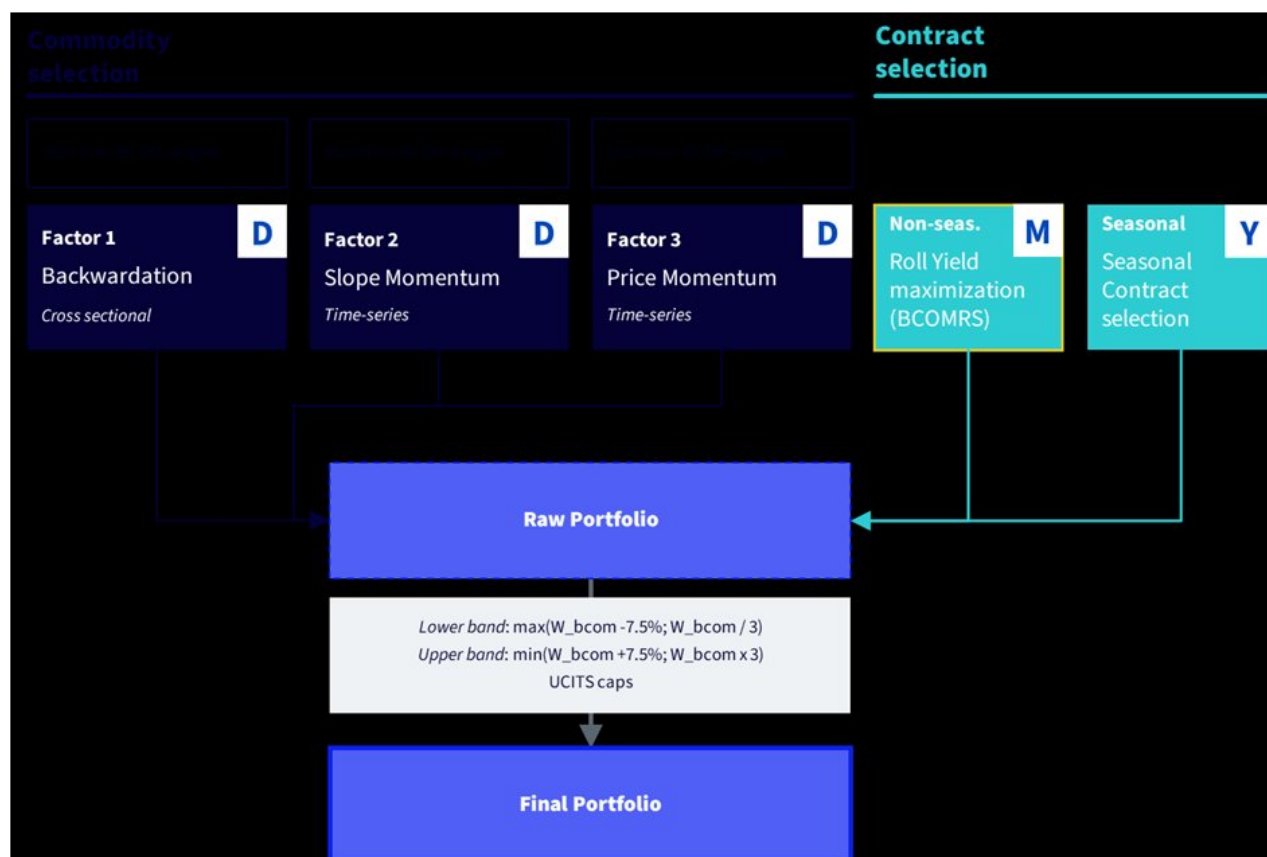 Commodity
selection
Contract
selection
Factor 1
D
Backwardation
Cross sectional
Factor 2
D
Slope Momentum
Time-series
Factor 3
D
Price Momentum
Time-series
Non-seas.
M
Roll Yield
maximization
(BCOMRS)
Seasonal
Y
Seasonal
Contract
selection
Raw Portfolio
Lower band: max(W_bcom -7.5%; W_bcom / 3)
Upper band: min(W_bcom +7.5%; W_bcom x 3)
UCITS caps
Final Portfolio